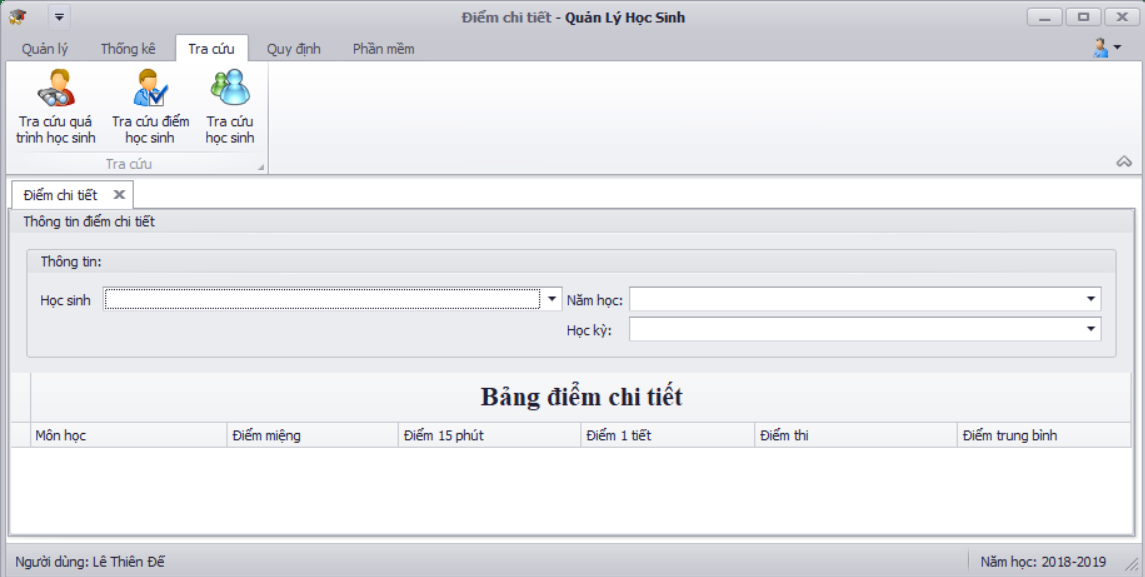 Điểm chi tiết - Quản Lý Học Sinh
Quản lý Thống kê Tra cứu Quy định Phần mềm
Tra cứu quá trình học sinh
Tra cứu điểm học sinh
Tra cứu học sinh
Tra cứu
Điểm chi tiết
Thông tin điểm chi tiết
Thông tin:
Học sinh Năm học:
Học kỳ:
Bảng điểm chi tiết
Môn học Điểm miệng Điểm 15 phút Điểm 1 tiết Điểm thi Điểm trung bình
Người dùng: Lê Thiên Đế Năm học: 2018-2019